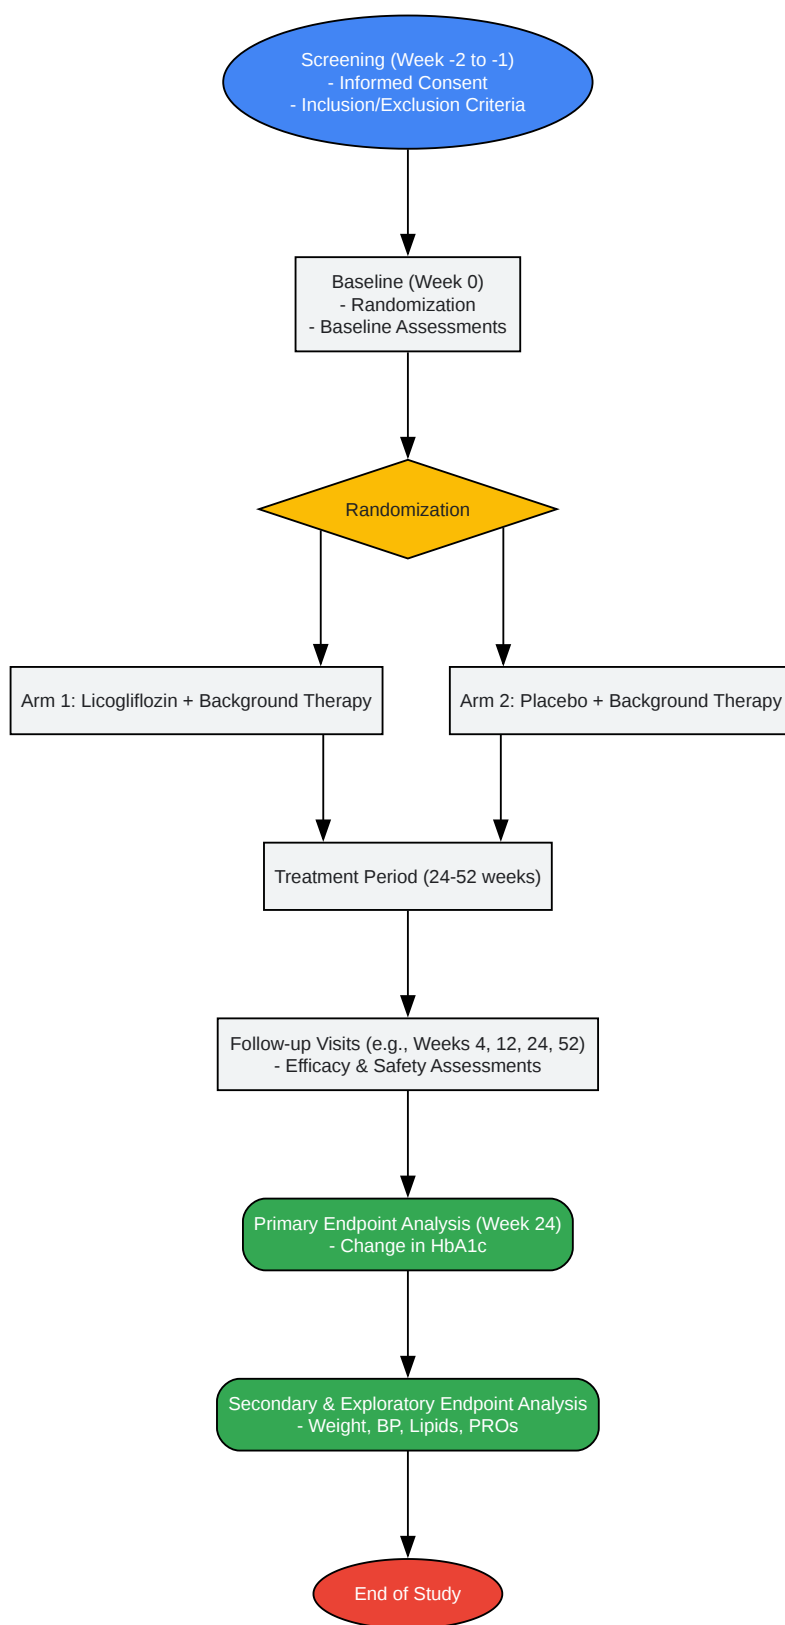 Screening (Week -2 to -1)
- Informed Consent
- Inclusion/Exclusion Criteria
Baseline (Week 0)
- Randomization
- Baseline Assessments
Randomization
Arm 1: Licogliflozin + Background Therapy
Arm 2: Placebo + Background Therapy
Treatment Period (24-52 weeks)
Follow-up Visits (e.g., Weeks 4, 12, 24, 52)
- Efficacy & Safety Assessments
Primary Endpoint Analysis (Week 24)
- Change in HbA1c
Secondary & Exploratory Endpoint Analysis
- Weight, BP, Lipids, PROs
End of Study